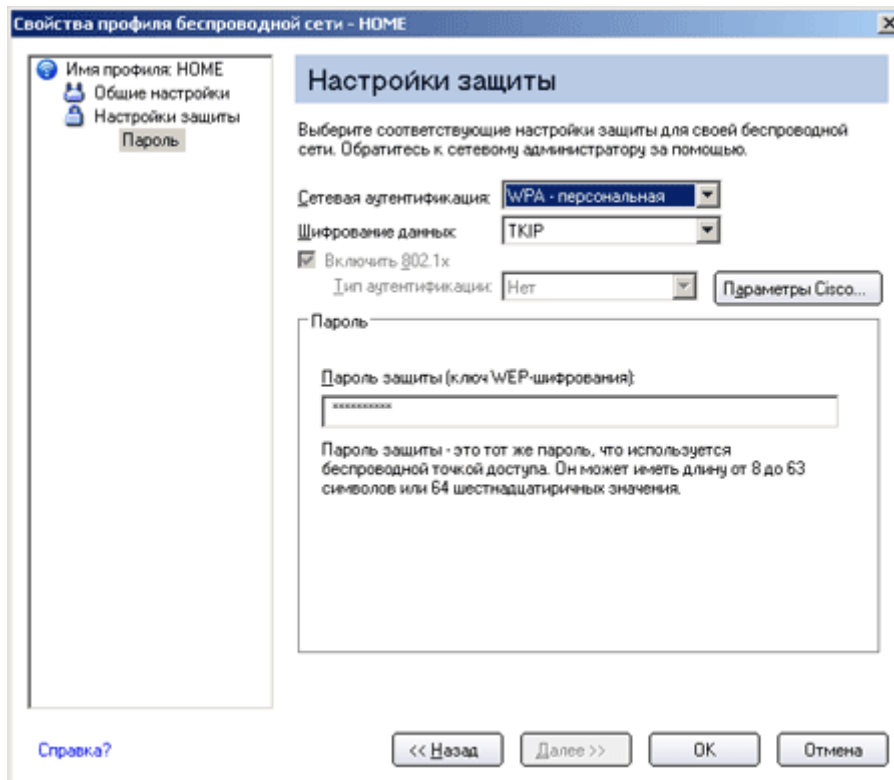 Свойства профиля беспроводной сети - HOME
Имя профиля: HOME
Общие настройки
Настройки защиты
Пароль
Настройки защиты
Выберите соответствующие настройки защиты для своей беспроводной
сети. Обратитесь к сетевому администратору за помощью.
Сетевая аутентификация: WPA - персональная
Шифрование данных: TKIP
Включить 802.1x
Тип аутентификации: Нет
Параметры Cisco...
Пароль
Пароль защиты (ключ WEP-шифрования):
**********
Пароль защиты - это тот же пароль, что используется
беспроводной точкой доступа. Он может иметь длину от 8 до 63
символов или 64 шестнадцатиричных значения.
Справка?
<< Назад
Далее >>
OK
Отмена